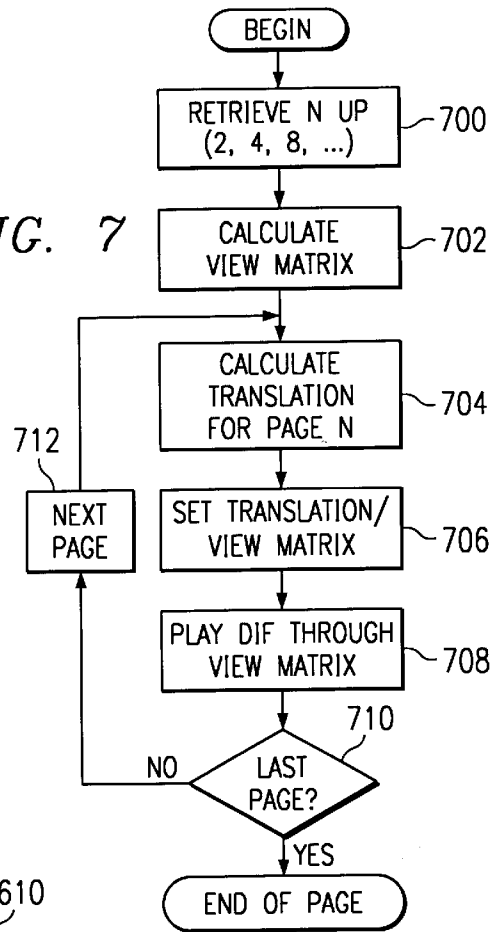 BEGIN
RETRIEVE N UP
(2, 4, 8, ...)
700
IG. 7
CALCULATE
VIEW MATRIX
702
CALCULATE
TRANSLATION
FOR PAGE N
704
712
NEXT
PAGE
SET TRANSLATION/
VIEW MATRIX
706
PLAY DIF THROUGH
VIEW MATRIX
708
710
NO
LAST
PAGE?
YES
610
END OF PAGE